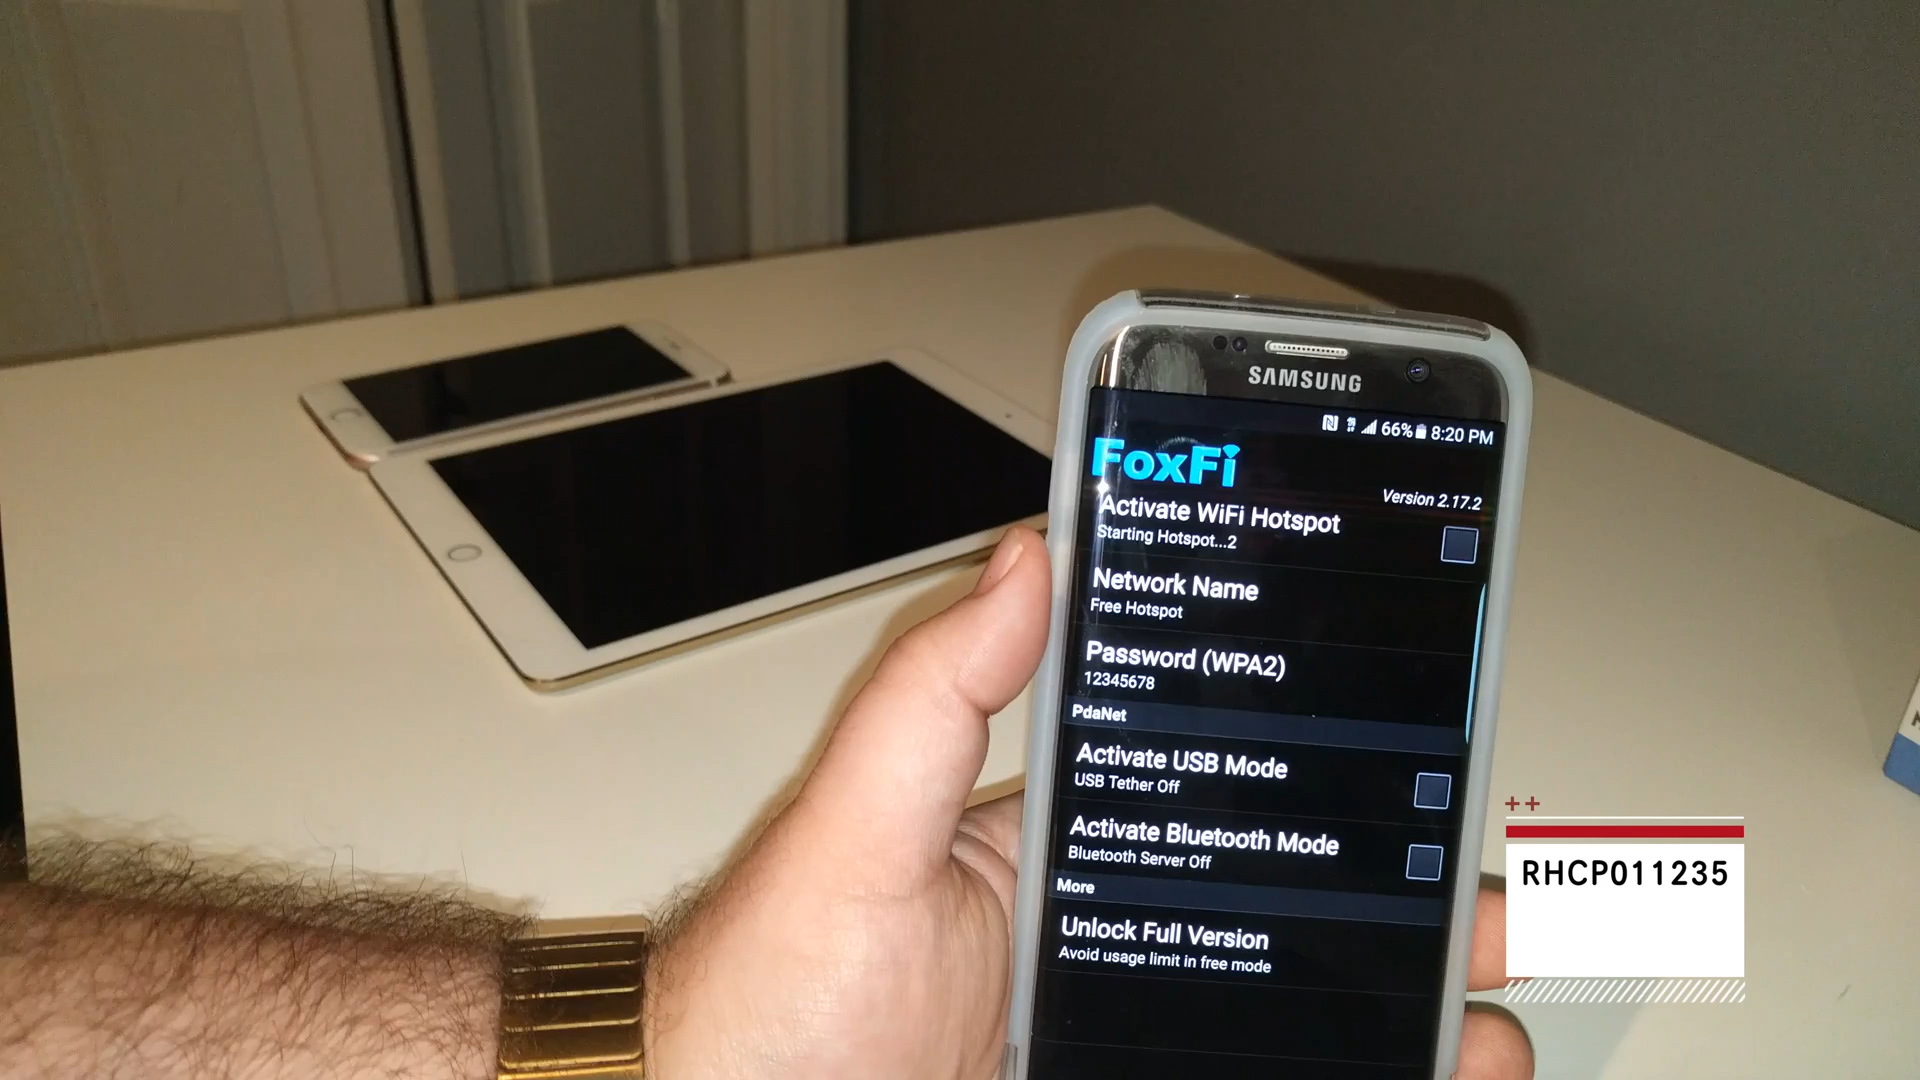 SAMSUNG
66% 8:20 PM
FoxFi
Version 2.17.2
Activate WiFi Hotspot
Starting Hotspot...2
Network Name
Free Hotspot
Password (WPA2)
12345678
PdaNet
Activate USB Mode
USB Tether Off
Activate Bluetooth Mode
Bluetooth Server Off
More
Unlock Full Version
Avoid usage limit in free mode
++
RHCP011235